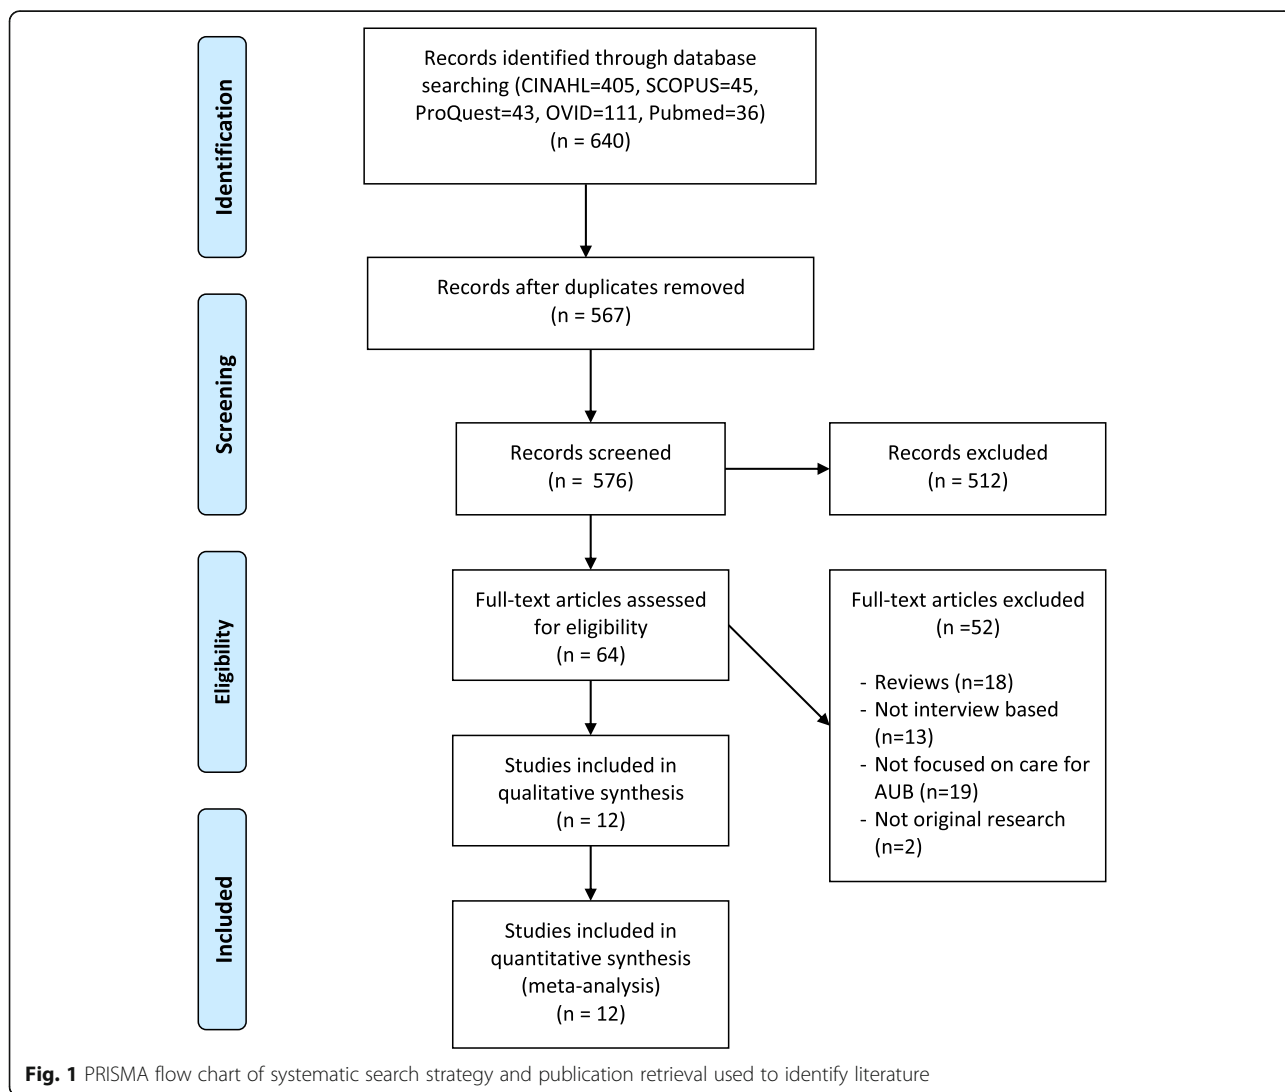 Identification
Records identified through database
searching (CINAHL=405, SCOPUS=45,
ProQuest=43, OVID=111, Pubmed=36)
(n = 640)
Records after duplicates removed
(n = 567)
Screening
Records screened
(n =  576)
Records excluded
(n = 512)
Eligibility
Full-text articles assessed
for eligibility
(n = 64)
Full-text articles excluded
(n =52)
- Reviews (n=18)
- Not interview based
(n=13)
- Not focused on care for
AUB (n=19)
- Not original research
(n=2)
Studies included in
qualitative synthesis
(n = 12)
Included
Studies included in
quantitative synthesis
(meta-analysis)
(n = 12)
Fig. 1 PRISMA flow chart of systematic search strategy and publication retrieval used to identify literature